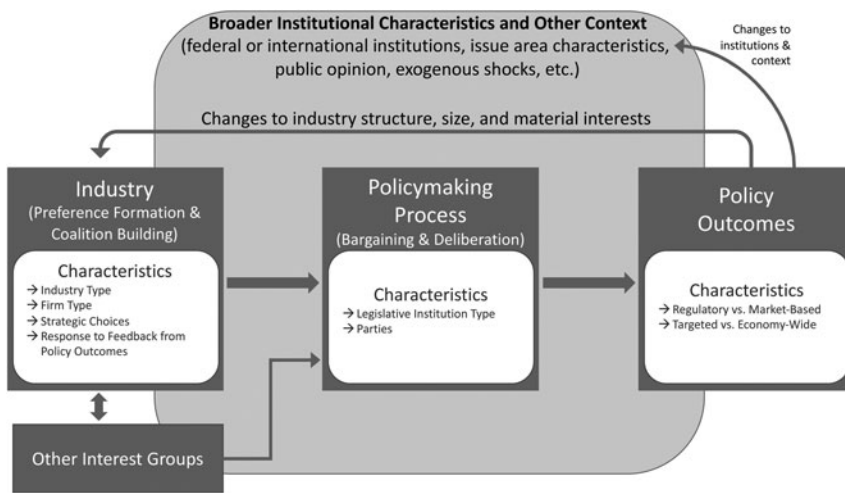 Broader Institutional Characteristics and Other Context
(federal or international institutions, issue area characteristics,
public opinion, exogenous shocks, etc.)
Changes to
institutions &
context
Changes to industry structure, size, and material interests
Industry
(Preference Formation &
Coalition Building)
Characteristics
→ Industry Type
→ Firm Type
→ Strategic Choices
→ Response to Feedback from
Policy Outcomes
Policymaking
Process
(Bargaining & Deliberation)
Characteristics
→ Legislative Institution Type
→ Parties
Policy
Outcomes
Characteristics
→ Regulatory vs. Market-Based
→ Targeted vs. Economy-Wide
Other Interest Groups